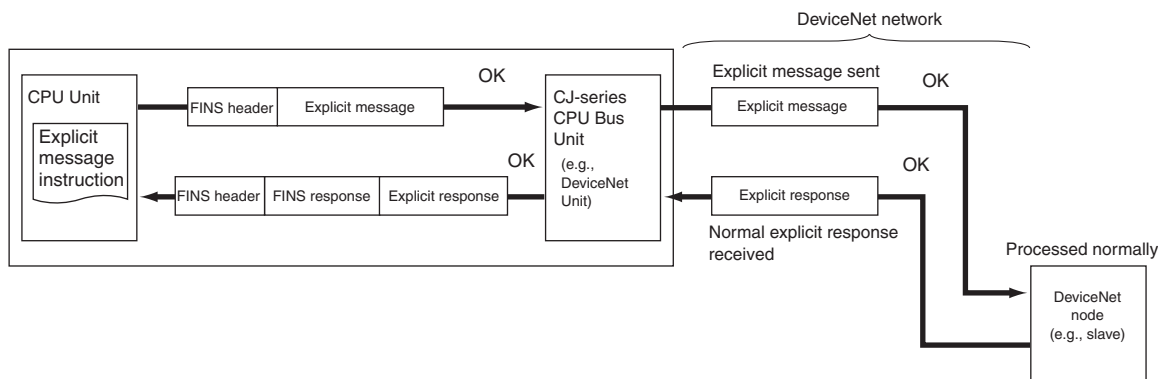 DeviceNet network
CPU Unit
Explicit
message
instruction
FINS header
Explicit message
OK
FINS header
FINS response
Explicit response
OK
CJ-series
CPU Bus
Unit
(e.g.,
DeviceNet
Unit)
Explicit message sent
Explicit message
OK
Explicit response
OK
Normal explicit response
received
Processed normally
DeviceNet
node
(e.g., slave)